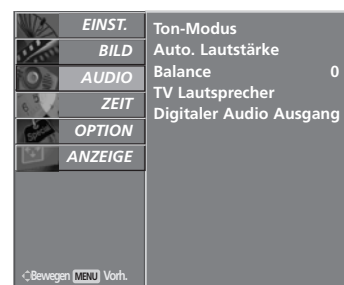 EINST.
BILD
AUDIO
ZEIT
OPTION
ANZEIGE
Bewegen MENU Vorh.
Ton-Modus
Auto. Lautstärke
Balance 0
TV Lautsprecher
Digitaler Audio Ausgang